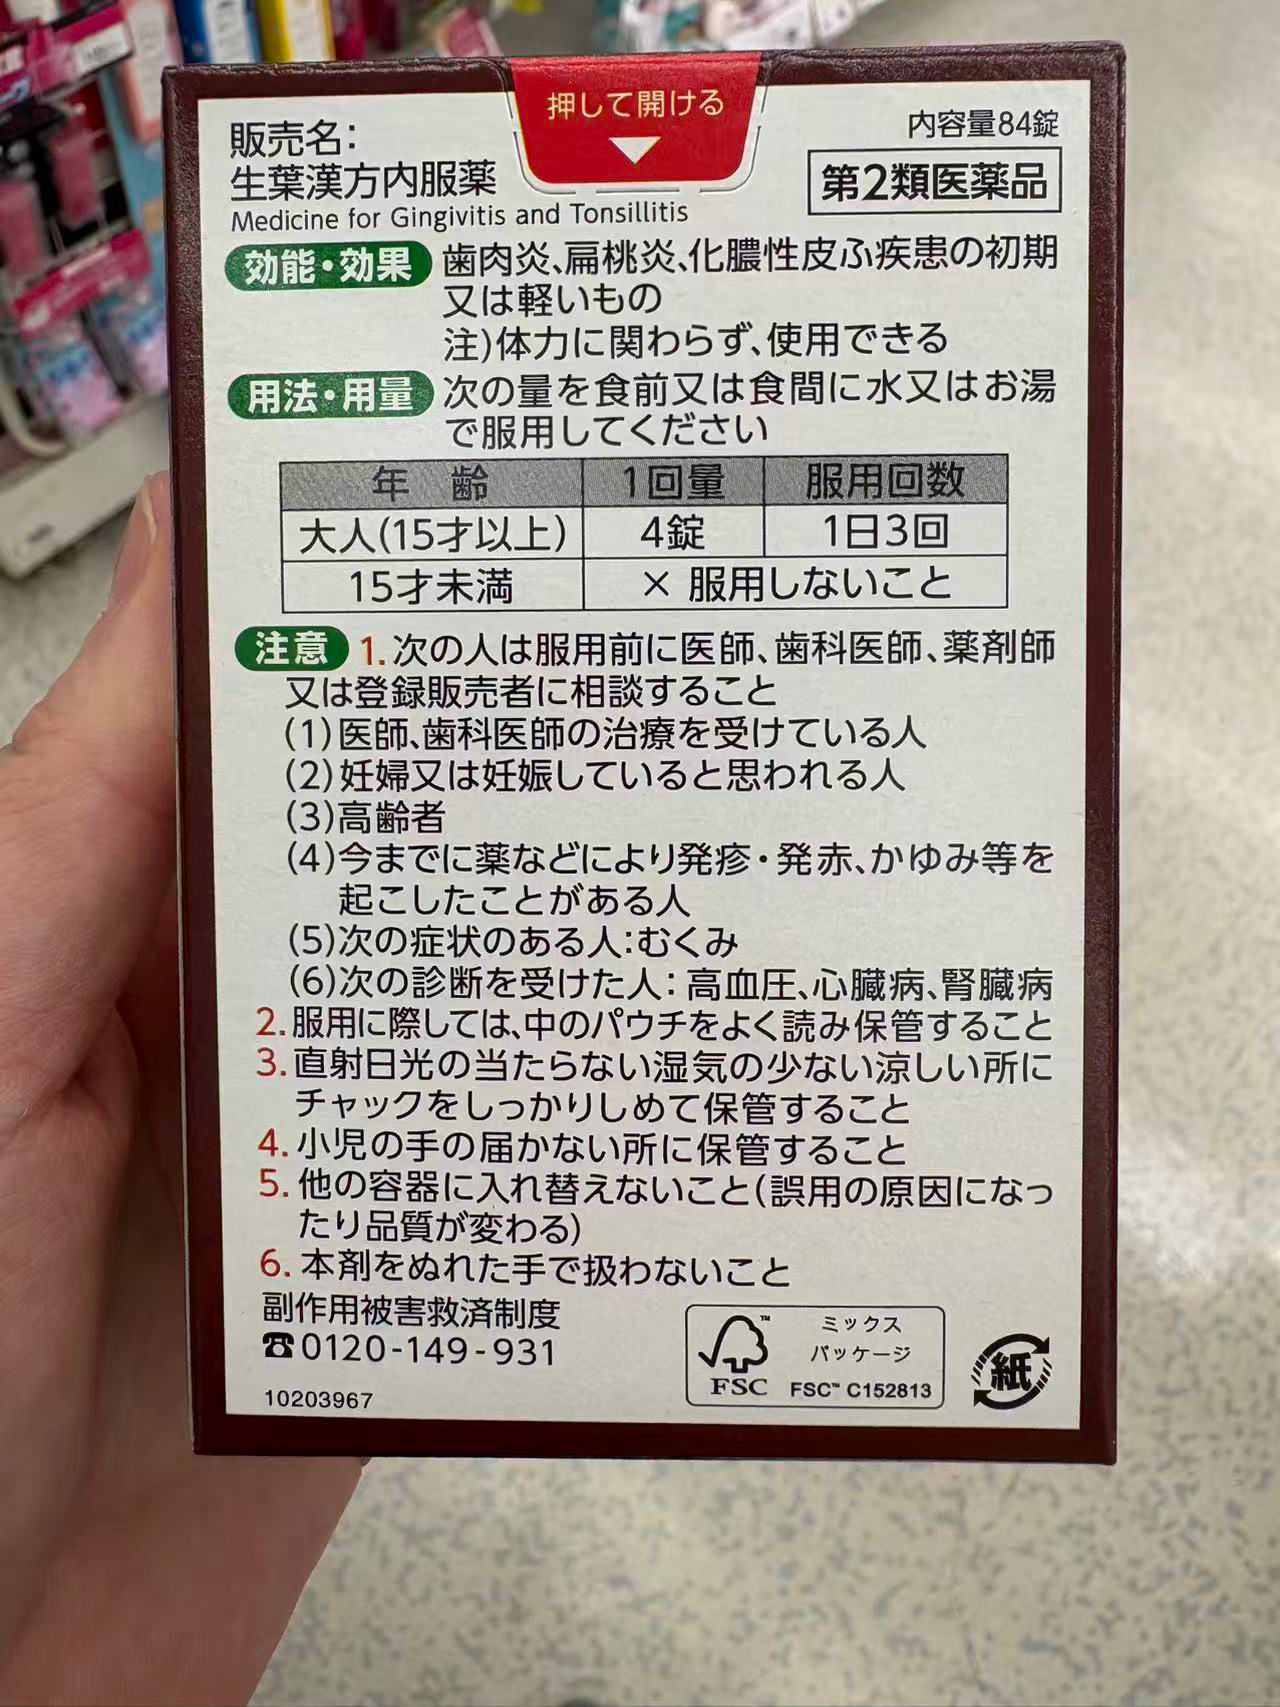 押して開ける
販売名:
生葉漢方内服薬
Medicine for Gingivitis and Tonsillitis
内容量84錠
第2類医薬品
効能・効果 歯肉炎、扁桃炎、化膿性皮ふ疾患の初期
又は軽いもの
注)体力に関わらず、使用できる
用法・用量 次の量を食前又は食間に水又はお湯
で服用してください
年 齢 1回量 服用回数
大人(15才以上) 4錠 1日3回
15才未満 × 服用しないこと
注意 1.次の人は服用前に医師、歯科医師、薬剤師
又は登録販売者に相談すること
(1)医師、歯科医師の治療を受けている人
(2)妊婦又は妊娠していると思われる人
(3)高齢者
(4)今までに薬などにより発疹・発赤、かゆみ等を
起こしたことがある人
(5)次の症状のある人:むくみ
(6)次の診断を受けた人:高血圧、心臓病、腎臓病
2.服用に際しては、中のパウチをよく読み保管すること
3.直射日光の当たらない湿気の少ない涼しい所に
チャックをしっかりしめて保管すること
4.小児の手の届かない所に保管すること
5.他の容器に入れ替えないこと(誤用の原因になっ
たり品質が変わる)
6.本剤をぬれた手で扱わないこと
副作用被害救済制度
☎0120-149-931
10203967
FSC
ミックス
パッケージ
FSC™ C152813
紙